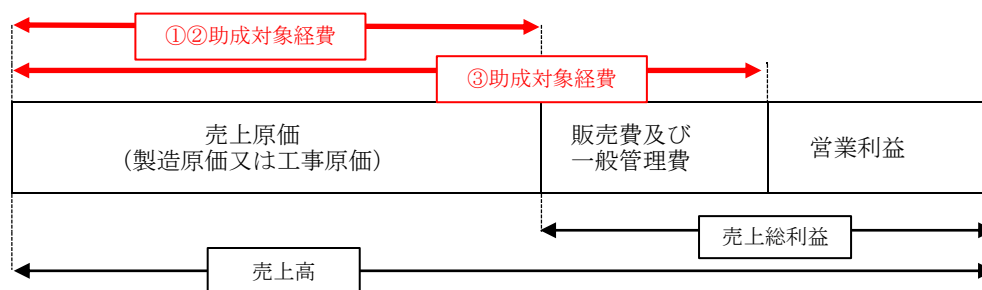 ①②助成対象経費
③助成対象経費
売上原価
（製造原価又は工事原価）
販売費及び
一般管理費
営業利益
売上総利益
売上高